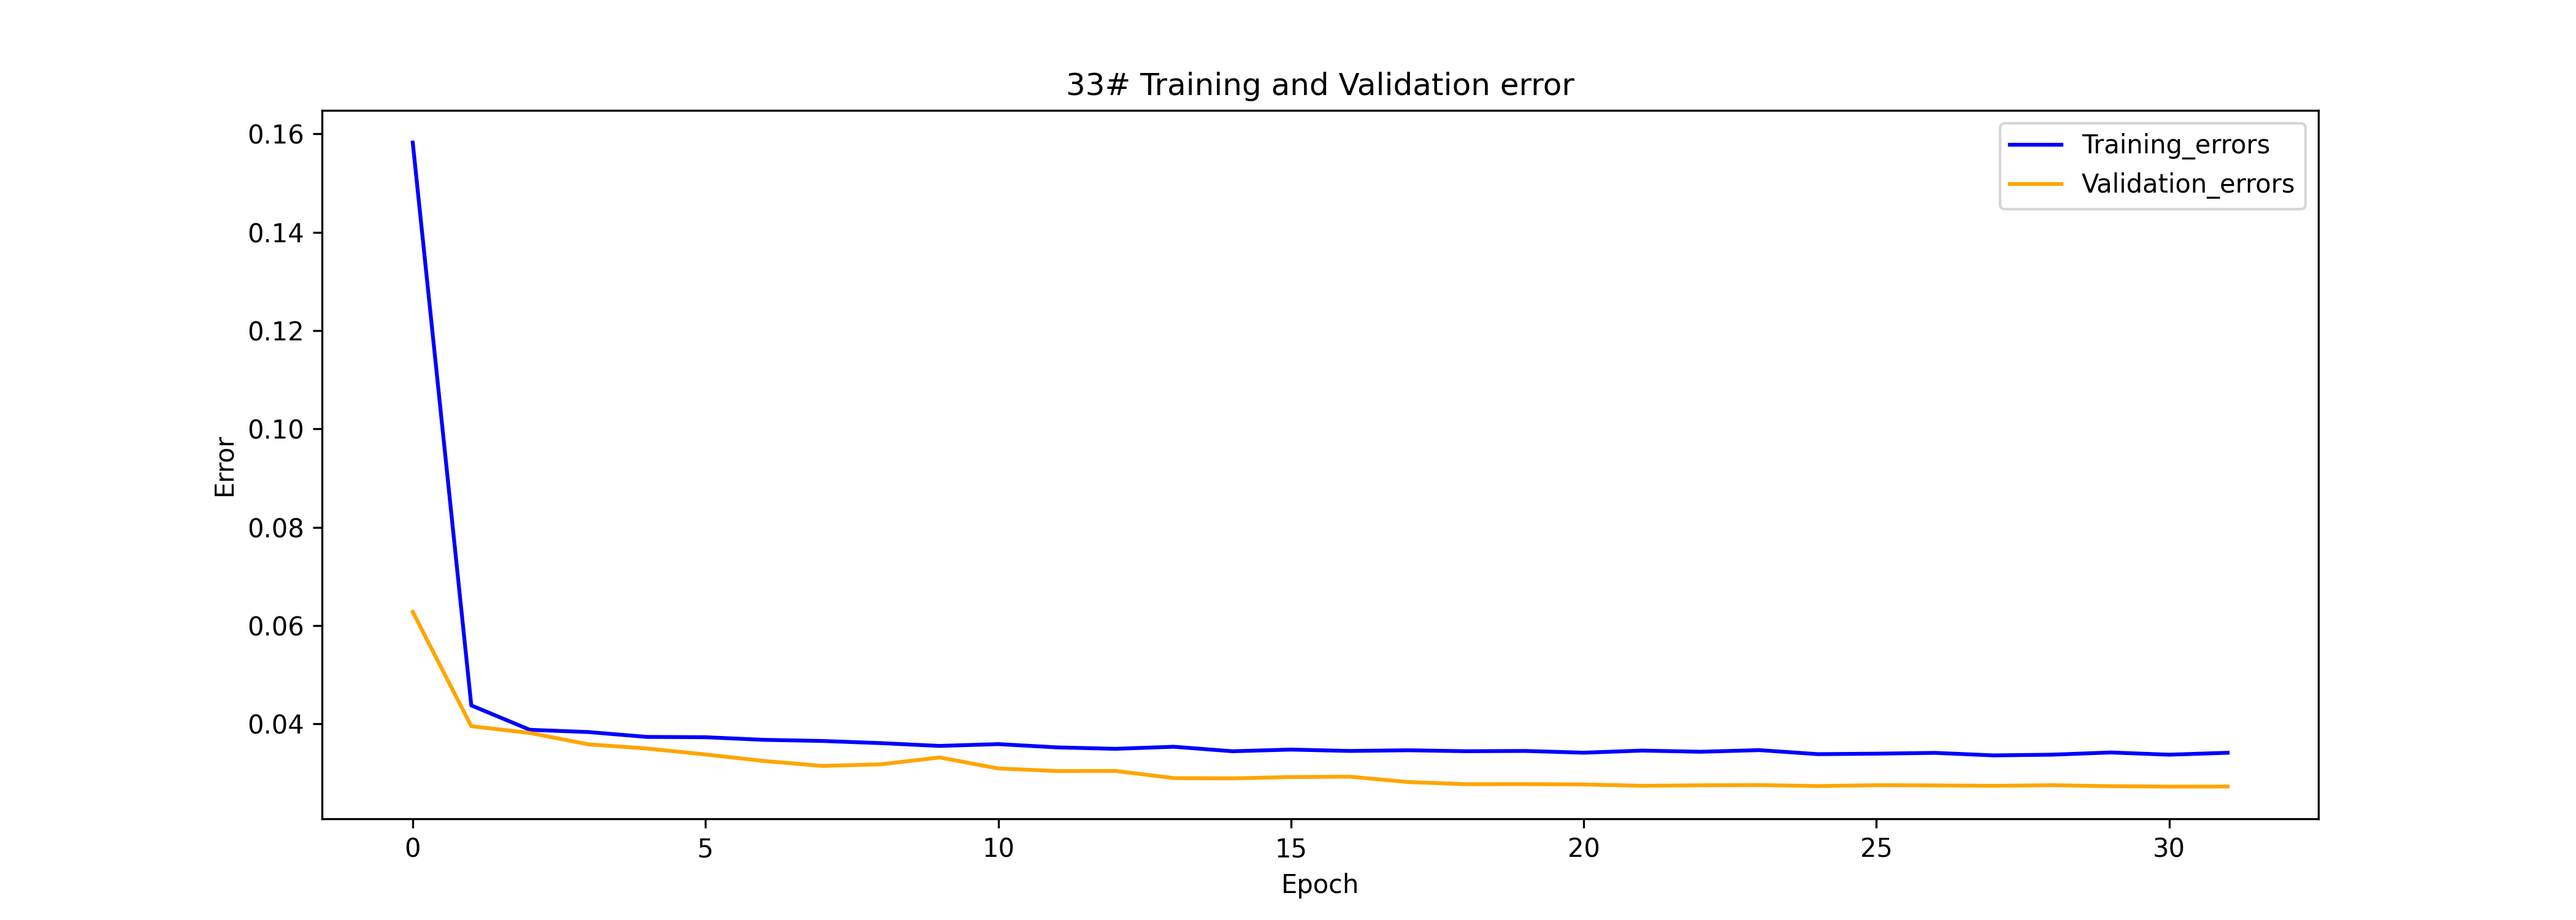 33# Training and Validation error
Training_errors
Validation_errors
0.16
0.14
0.12
0.10
0.08
0.06
0.04
Error
0 5 10 15 20 25 30
Epoch